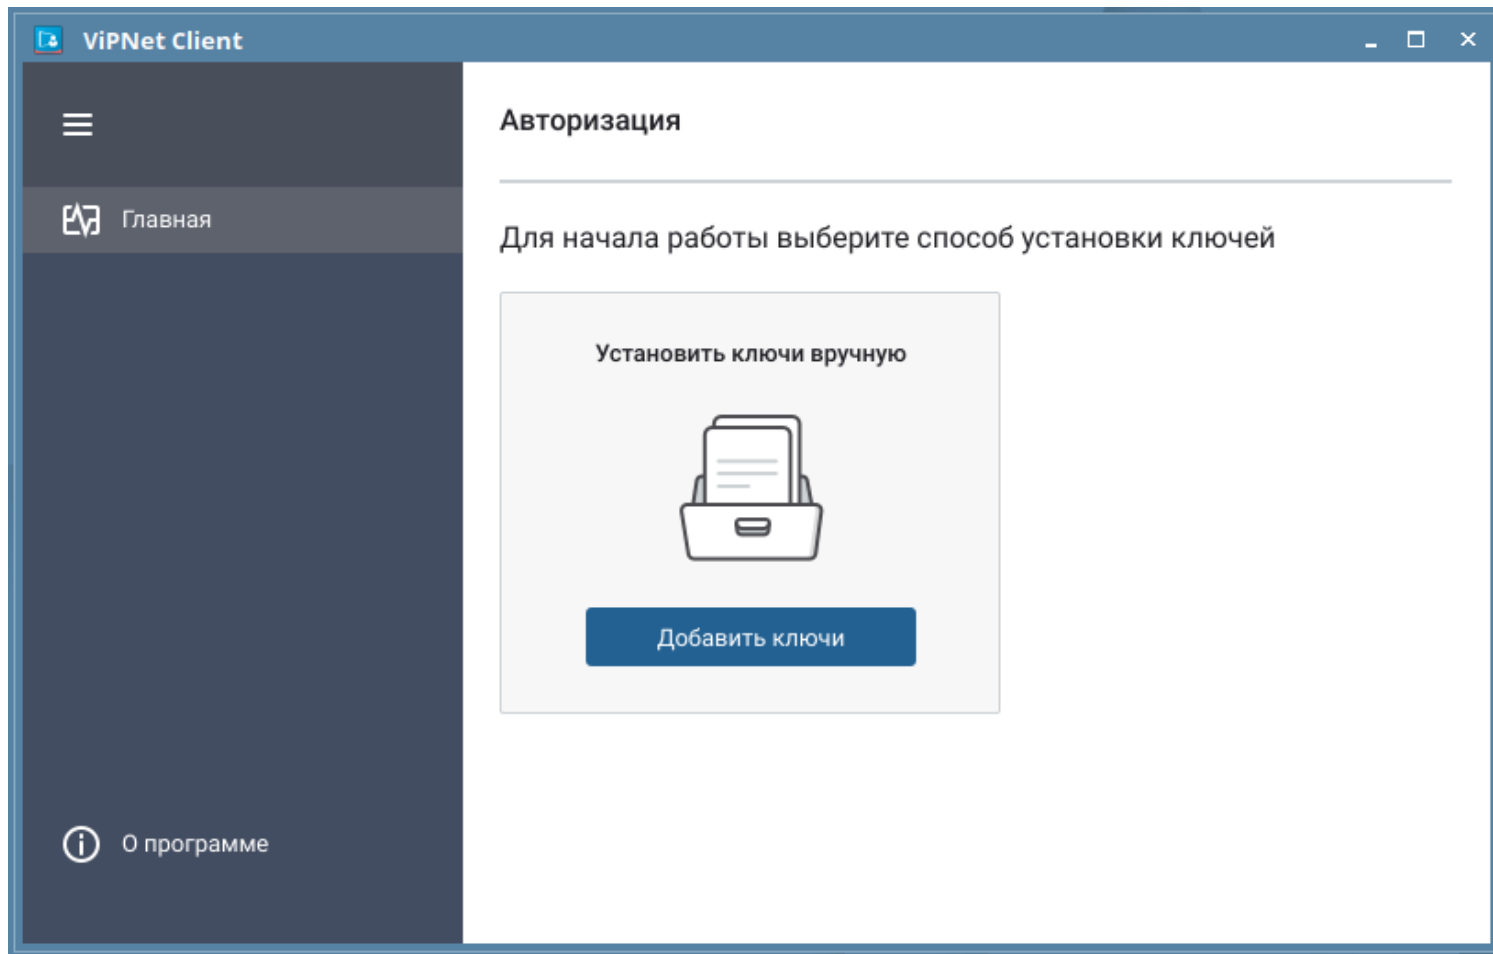 ViPNet Client
Авторизация
Главная
Для начала работы выберите способ установки ключей
Установить ключи вручную
Добавить ключи
О программе